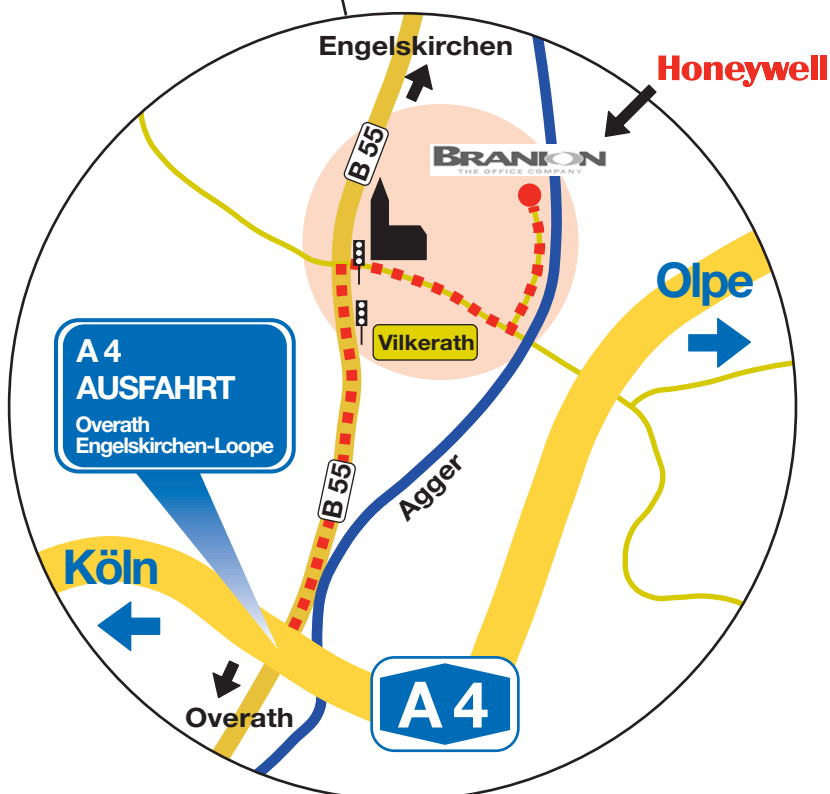 Engelskirchen
Honeywell
B 55
BRANION
THE OFFICE COMPANY
Olpe
Vilkerath
A 4
AUSFAHRT
Overath
Engelskirchen-Loope
B 55
Agger
Köln
A 4
Overath